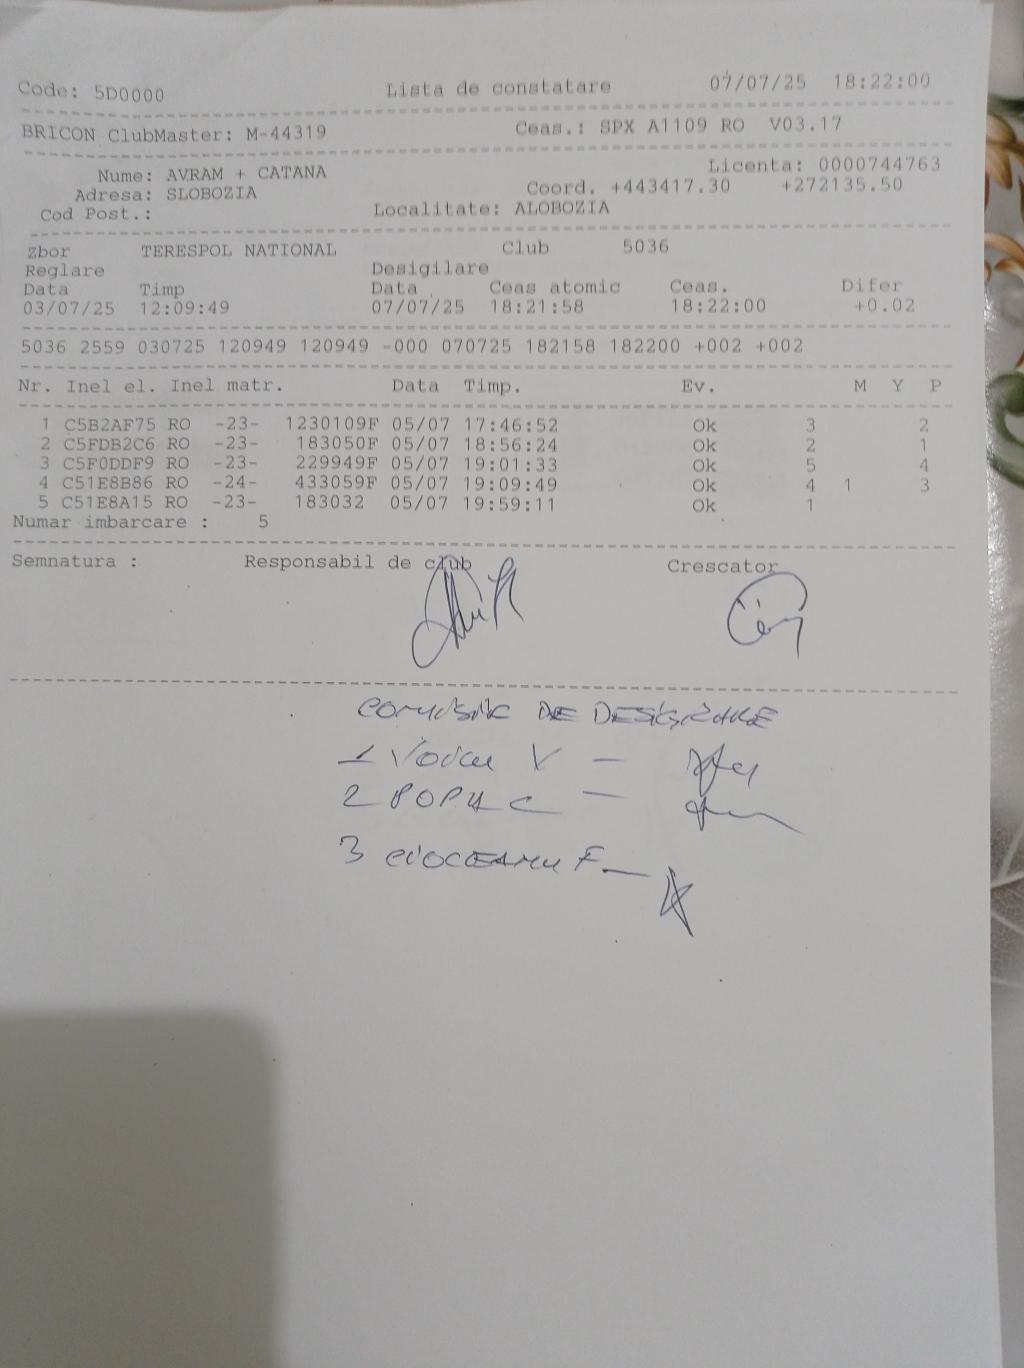 Code: 5D0000 Lista de constatare 07/07/25 18:22:00
BRICON ClubMaster: M-44319 Ceas.: SPX A1109 RO V03.17
Nume: AVRAM + CATANA Licenta: 0000744763
Adresa: SLOBOZIA Coord. +443417.30 +272135.50
Cod Post.: Localitate: ALOBOZIA
Zbor TERESPOL NATIONAL Club 5036
Reglare Desigilare
Data Timp Data Ceas atomic Ceas. Difer
03/07/25 12:09:49 07/07/25 18:21:58 18:22:00 +0.02
5036 2559 030725 120949 120949 -000 070725 182158 182200 +002 +002
Nr. Inel el. Inel matr. Data Timp. Ev. M Y P
1 C5B2AF75 RO -23- 1230109F 05/07 17:46:52 Ok 3 2
2 C5FDB2C6 RO -23- 183050F 05/07 18:56:24 Ok 2 1
3 C5F0DDF9 RO -23- 229949F 05/07 19:01:33 Ok 5 4
4 C51E8B86 RO -24- 433059F 05/07 19:09:49 Ok 4 1 3
5 C51E8A15 RO -23- 183032 05/07 19:59:11 Ok 1
Numar imbarcare : 5
Semnatura : Responsabil de club Crescator
DE
1 Voicu V —
2 POPA C —
3 F. —